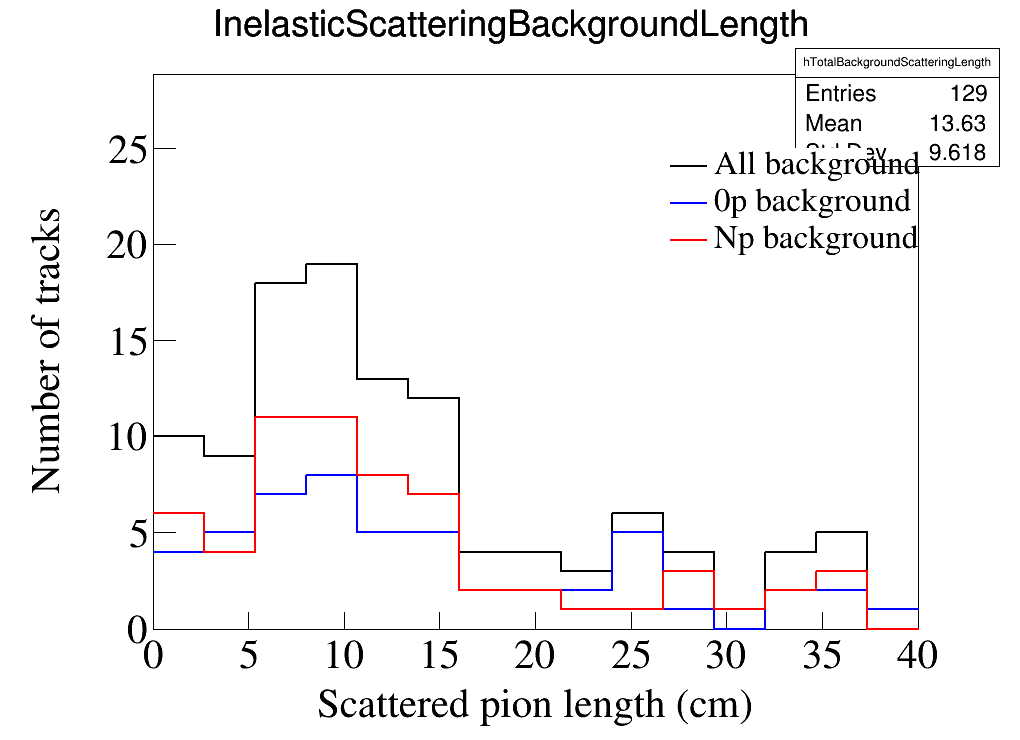 InelasticScatteringBackgroundLength
hTotalBackgroundScatteringLength
Entries 129
Mean 13.63
9.618
All background
0p background
Np background
Number of tracks
25
20
15
10
5
0
0 5 10 15 20 25 30 35 40
Scattered pion length (cm)